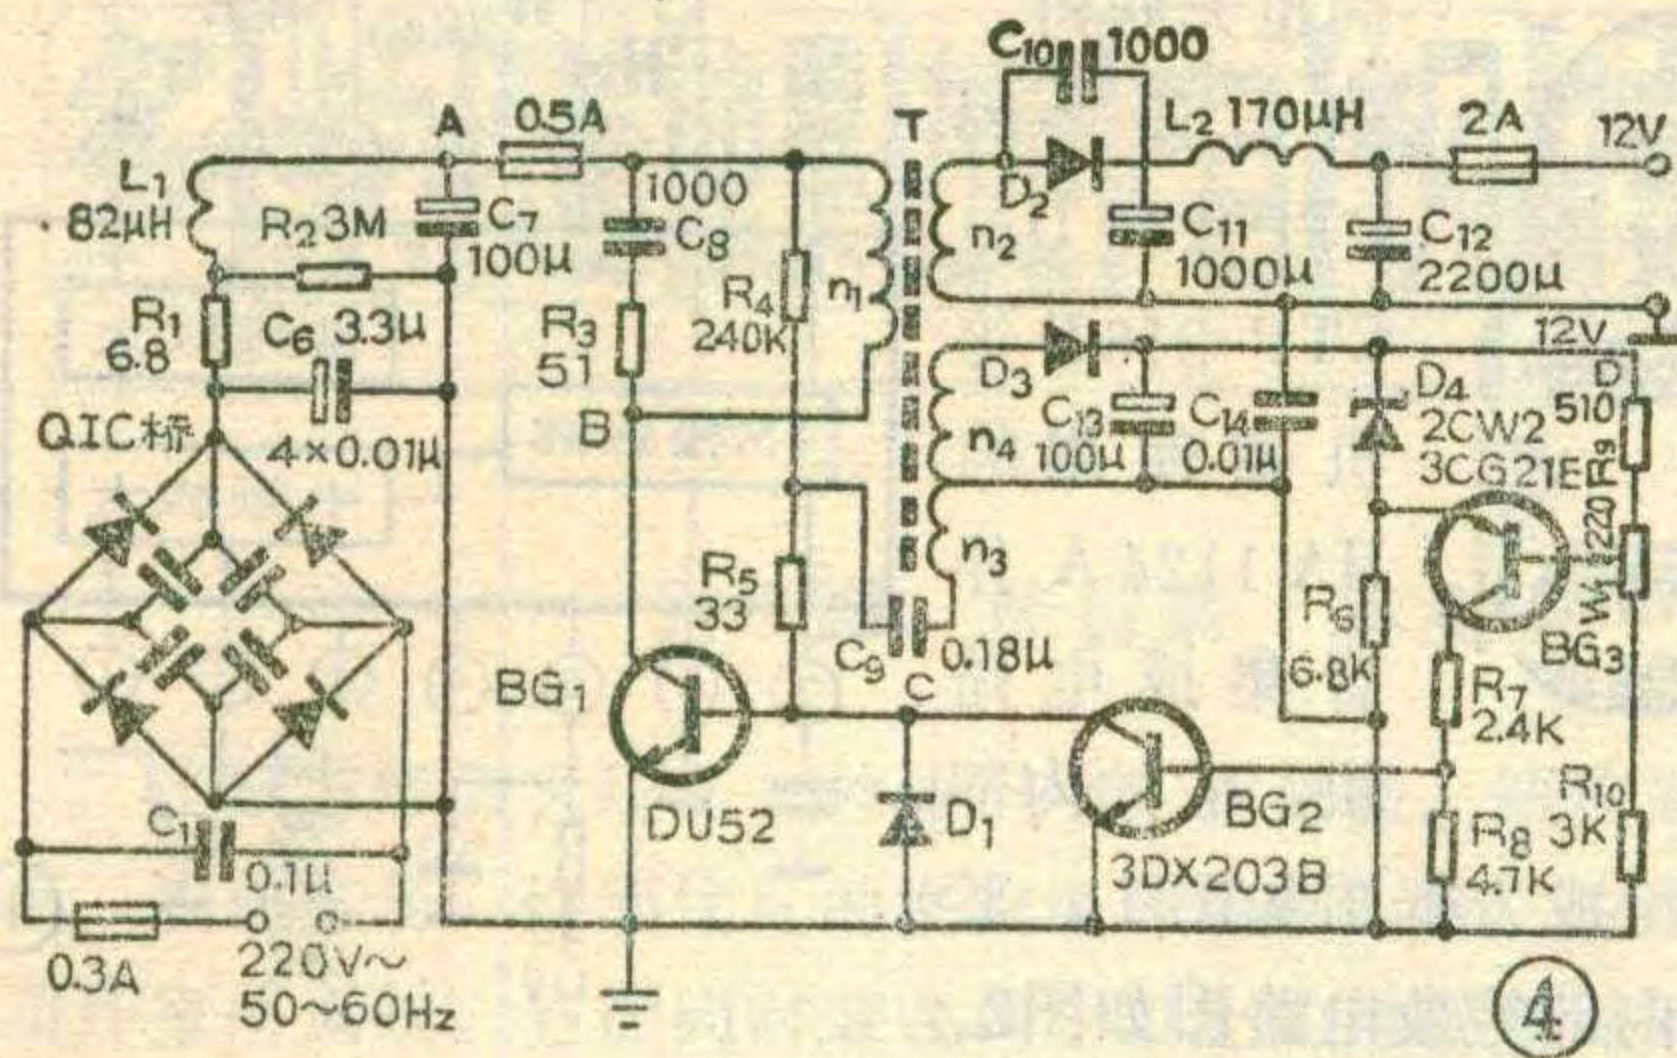 C10 1000
A 0.5A T L2 170μH 2A 12V
L1 82μH
R2 3M
C7 100μ
1000 C8
D2
n2
C11 1000μ
C12 2200μ
R1 6.8
C6 3.3μ
R3 51
R4 240K
n1
12V
D3
D
QIC桥
4×0.01μ
B
n4
C13 100μ
C14 0.01μ
D4 2CW2
3CG21E
510 R9
220 W1
n3
R5 33
C9 0.18μ
C
R6 6.8K
BG3
BG1
DU52
D1
BG2
3DX203B
R7 2.4K
R8 4.7K
R10 3K
C1 0.1μ
0.3A
220V~
50~60Hz
4